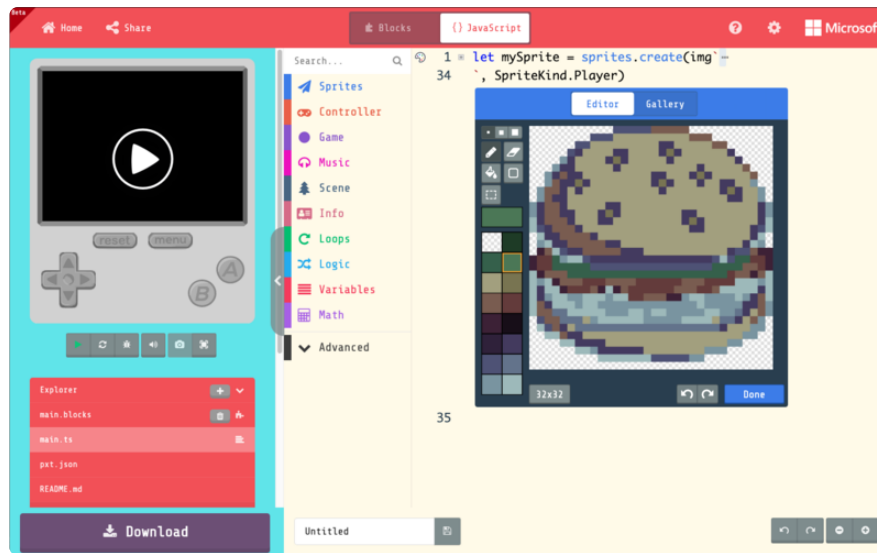 Beta
Home
Share
Blocks
{} JavaScript
Microsof
Search...
1 let mySprite = sprites.create(img`
34 `, SpriteKind.Player)
Editor
Gallery
Sprites
Controller
Game
Music
Scene
Info
Loops
Logic
Variables
Math
Advanced
reset
menu
A
B
32x32
Done
35
Explorer
main.blocks
main.ts
pxt.json
README.md
Download
Untitled